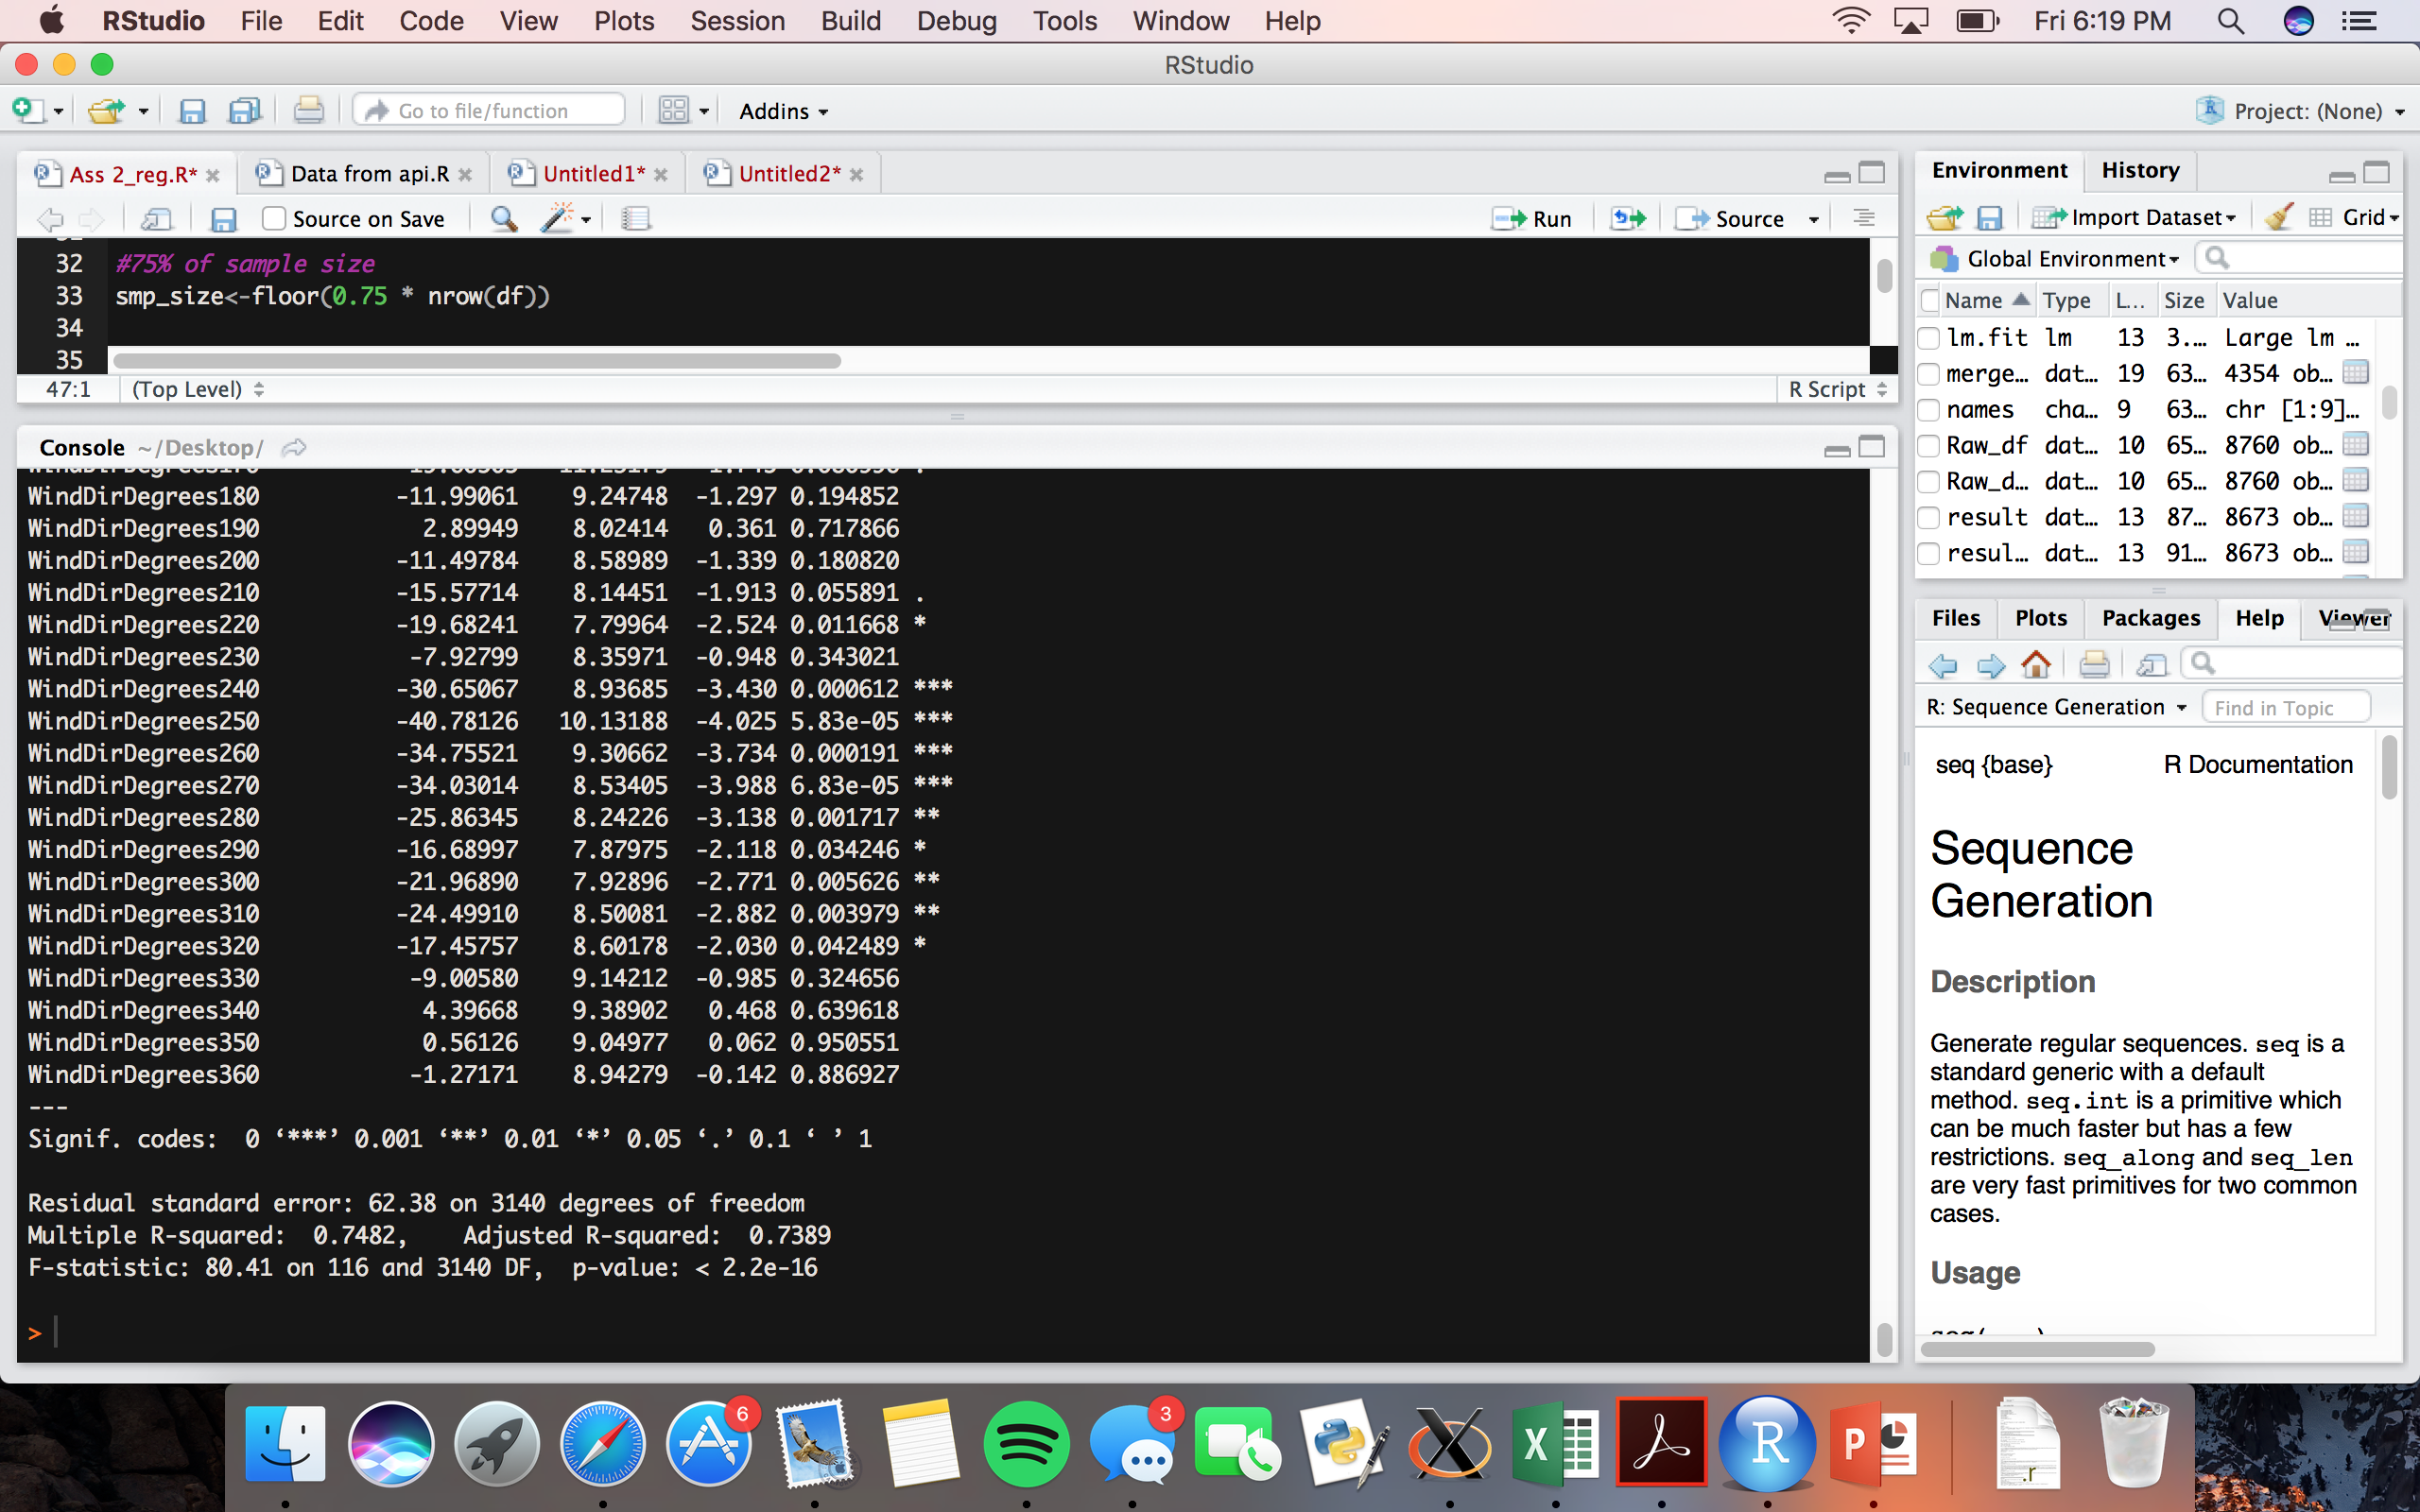 RStudio File Edit Code View Plots Session Build Debug Tools Window Help Fri 6:19 PM
RStudio
Go to file/function Addins Project: (None)
Ass 2_reg.R* Data from api.R Untitled1* Untitled2*
Source on Save Run Source
32 #75% of sample size
33 smp_size<-floor(0.75 * nrow(df))
34
35
47:1 (Top Level) R Script
Console ~/Desktop/
WindDirDegrees180 -11.99061 9.24748 -1.297 0.194852
WindDirDegrees190 2.89949 8.02414 0.361 0.717866
WindDirDegrees200 -11.49784 8.58989 -1.339 0.180820
WindDirDegrees210 -15.57714 8.14451 -1.913 0.055891 .
WindDirDegrees220 -19.68241 7.79964 -2.524 0.011668 *
WindDirDegrees230 -7.92799 8.35971 -0.948 0.343021
WindDirDegrees240 -30.65067 8.93685 -3.430 0.000612 ***
WindDirDegrees250 -40.78126 10.13188 -4.025 5.83e-05 ***
WindDirDegrees260 -34.75521 9.30662 -3.734 0.000191 ***
WindDirDegrees270 -34.03014 8.53405 -3.988 6.83e-05 ***
WindDirDegrees280 -25.86345 8.24226 -3.138 0.001717 **
WindDirDegrees290 -16.68997 7.87975 -2.118 0.034246 *
WindDirDegrees300 -21.96890 7.92896 -2.771 0.005626 **
WindDirDegrees310 -24.49910 8.50081 -2.882 0.003979 **
WindDirDegrees320 -17.45757 8.60178 -2.030 0.042489 *
WindDirDegrees330 -9.00580 9.14212 -0.985 0.324656
WindDirDegrees340 4.39668 9.38902 0.468 0.639618
WindDirDegrees350 0.56126 9.04977 0.062 0.950551
WindDirDegrees360 -1.27171 8.94279 -0.142 0.886927
---
Signif. codes: 0 ‘***’ 0.001 ‘**’ 0.01 ‘*’ 0.05 ‘.’ 0.1 ‘ ’ 1
Residual standard error: 62.38 on 3140 degrees of freedom
Multiple R-squared: 0.7482, Adjusted R-squared: 0.7389
F-statistic: 80.41 on 116 and 3140 DF, p-value: < 2.2e-16
>
Environment History
Import Dataset Grid
Global Environment
Name Type L... Size Value
lm.fit lm 13 3.… Large lm …
merge… dat… 19 63… 4354 ob…
names cha… 9 63… chr [1:9]…
Raw_df dat… 10 65… 8760 ob…
Raw_d… dat… 10 65… 8760 ob…
result dat… 13 87… 8673 ob…
resul… dat… 13 91… 8673 ob…
Files Plots Packages Help Viewer
R: Sequence Generation Find in Topic
seq {base} R Documentation
Sequence
Generation
Description
Generate regular sequences. seq is a
standard generic with a default
method. seq.int is a primitive which
can be much faster but has a few
restrictions. seq_along and seq_len
are very fast primitives for two common
cases.
Usage
6 3 X R P .r